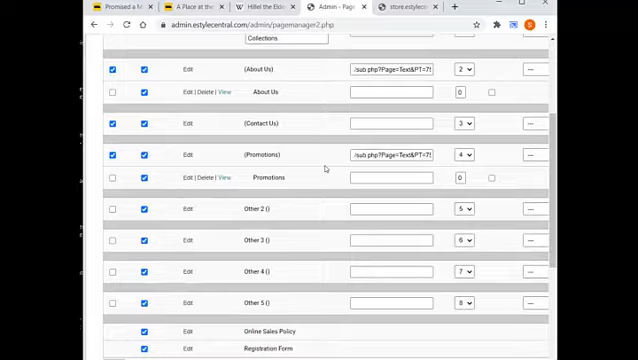 Promised a M
A Place at the
Hillel the Elde
Admin - Page
store.estylecent
admin.estylecentral.com/admin/pagemanager2.php
S
Collections
Edit (About Us) ./sub php?Page=Text&PT=7 2 ---
Edit | Delete | View About Us 0
Edit (Contact Us) 3 ---
Edit (Promotions) ./sub php?Page=Text&PT=7 4 ---
Edit | Delete | View Promotions 0
Edit Other 2 () 5 ---
Edit Other 3 () 6 ---
Edit Other 4 () 7 ---
Edit Other 5 () 8 ---
Online Sales Policy
Edit Registration Form